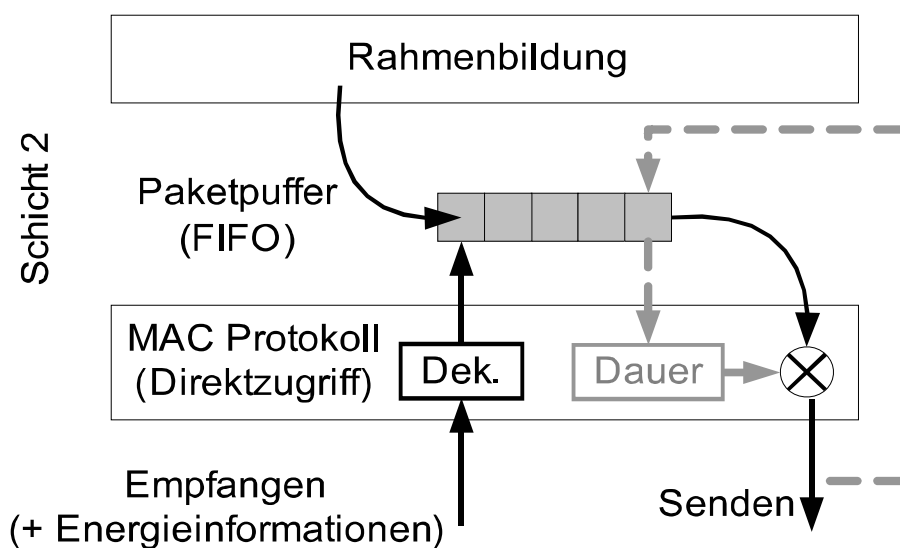 Rahmenbildung
Schicht 2
Paketpuffer
(FIFO)
MAC Protokoll
(Direktzugriff)
Dek.
Dauer
Empfangen
(+ Energieinformationen)
Senden